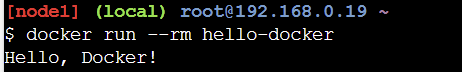 [node1] (local) root@192.168.0.19 ~
$ docker run --rm hello-docker
Hello, Docker!